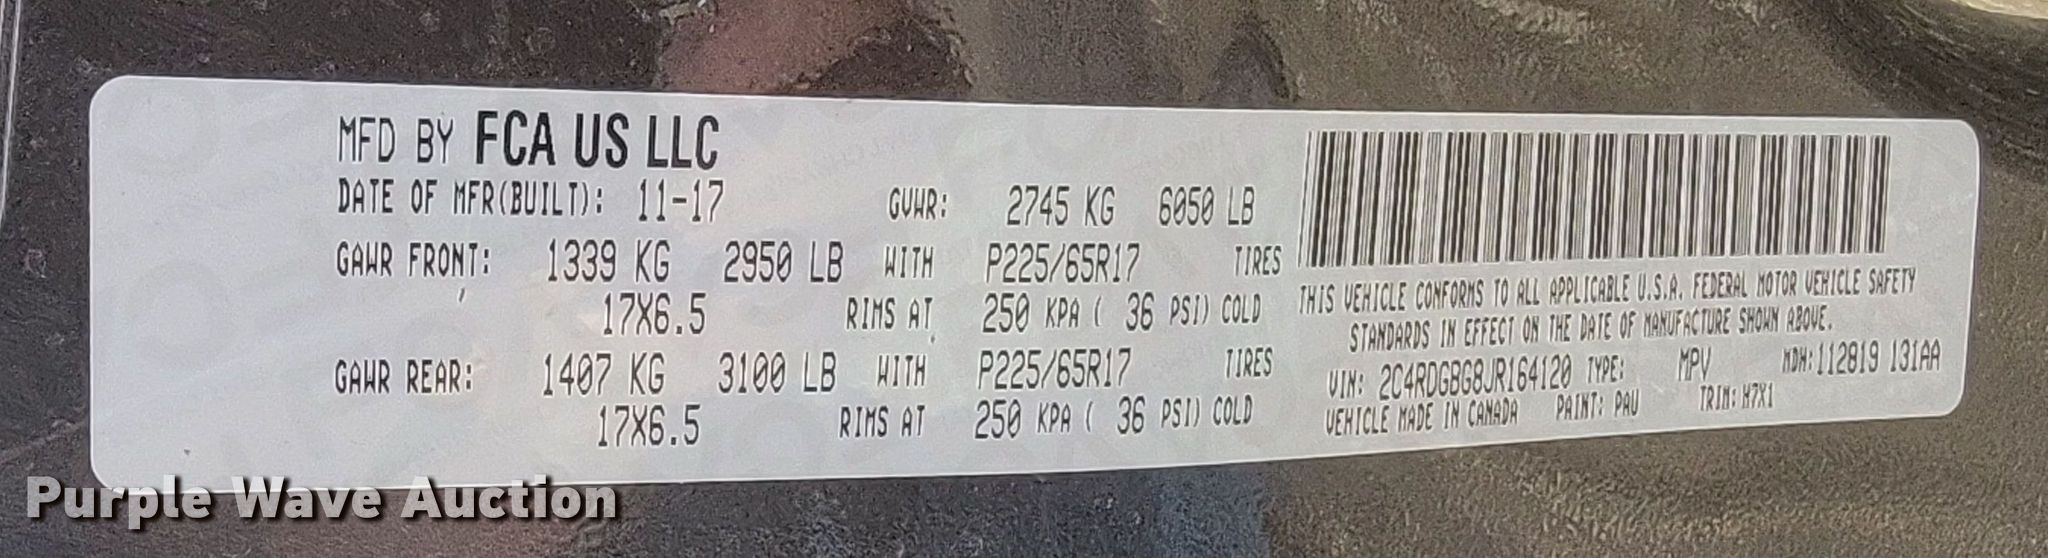 MFD BY FCA US LLC
DATE OF MFR(BUILT): 11-17 GVWR: 2745 KG 6050 LB
GAWR FRONT: 1339 KG 2950 LB WITH P225/65R17 TIRES
17X6.5 RIMS AT 250 KPA ( 36 PSI) COLD
GAWR REAR: 1407 KG 3100 LB WITH P225/65R17 TIRES
17X6.5 RIMS AT 250 KPA ( 36 PSI) COLD
THIS VEHICLE CONFORMS TO ALL APPLICABLE U.S.A. FEDERAL MOTOR VEHICLE SAFETY
STANDARDS IN EFFECT ON THE DATE OF MANUFACTURE SHOWN ABOVE.
VIN: 2C4RDGBG8JR164120 TYPE: MPV MDH: 112819 131AA
VEHICLE MADE IN CANADA PAINT: PAU TRIM: H7X1
Purple Wave Auction